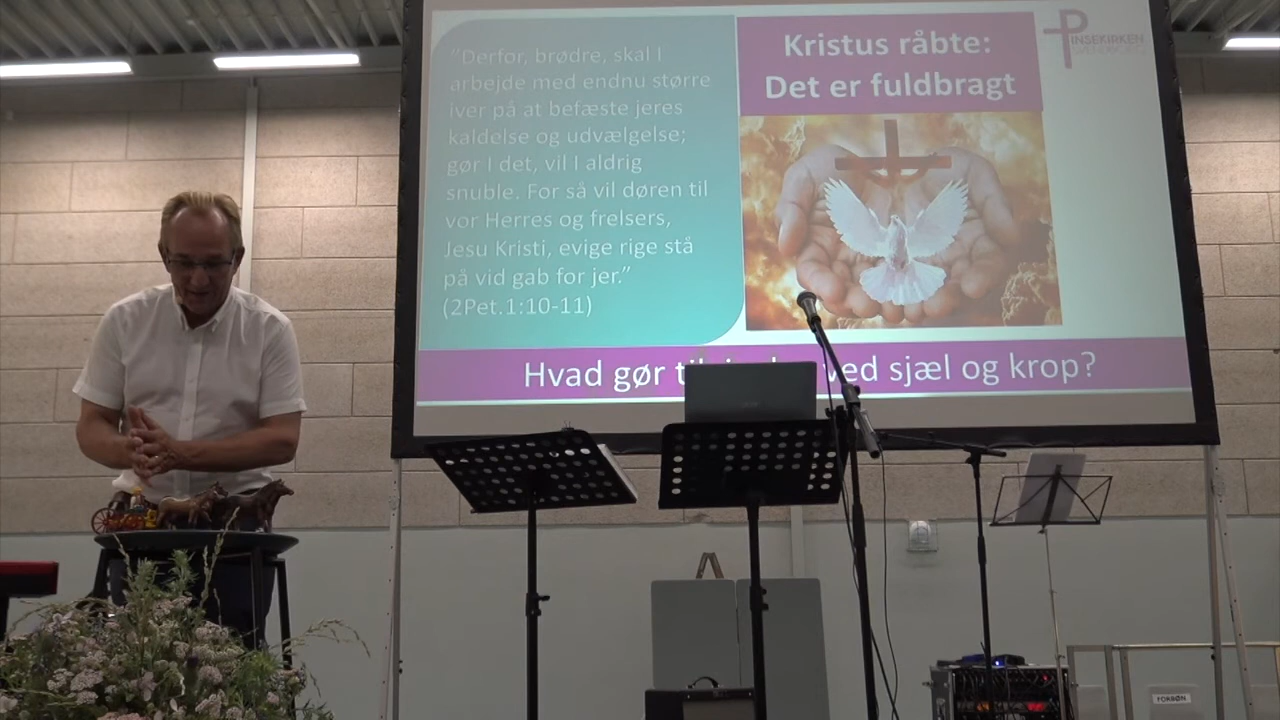 "Derfor, brødre, skal I
arbejde med endnu større
iver på at befæste jeres
kaldelse og udvælgelse;
gør I det, vil I aldrig
snuble. For så vil døren til
vor Herres og frelsers,
Jesu Kristi, evige rige stå
på vid gab for jer."
(2Pet.1:10-11)
Kristus råbte:
Det er fuldbragt
PINSEKIRKEN
Hvad gør ved sjæl og krop?
FORBØN